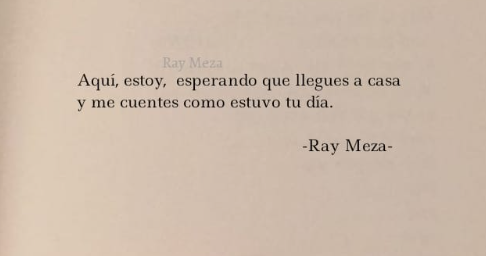 Ray Meza
Aquí, estoy,  esperando que llegues a casa
y me cuentes como estuvo tu día.
-Ray Meza-